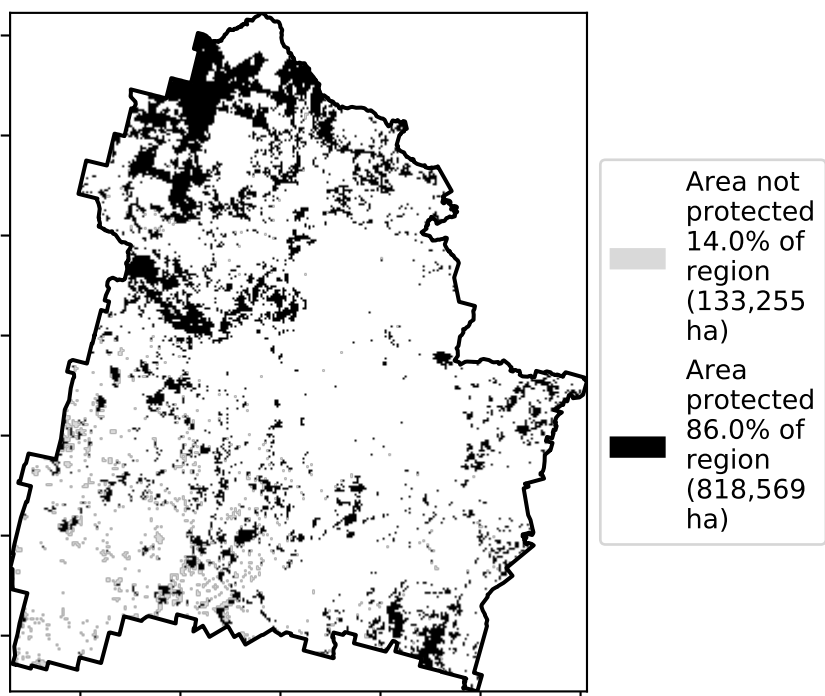 Area not
protected
14.0% of
region
(133,255
ha)
Area
protected
86.0% of
region
(818,569
ha)